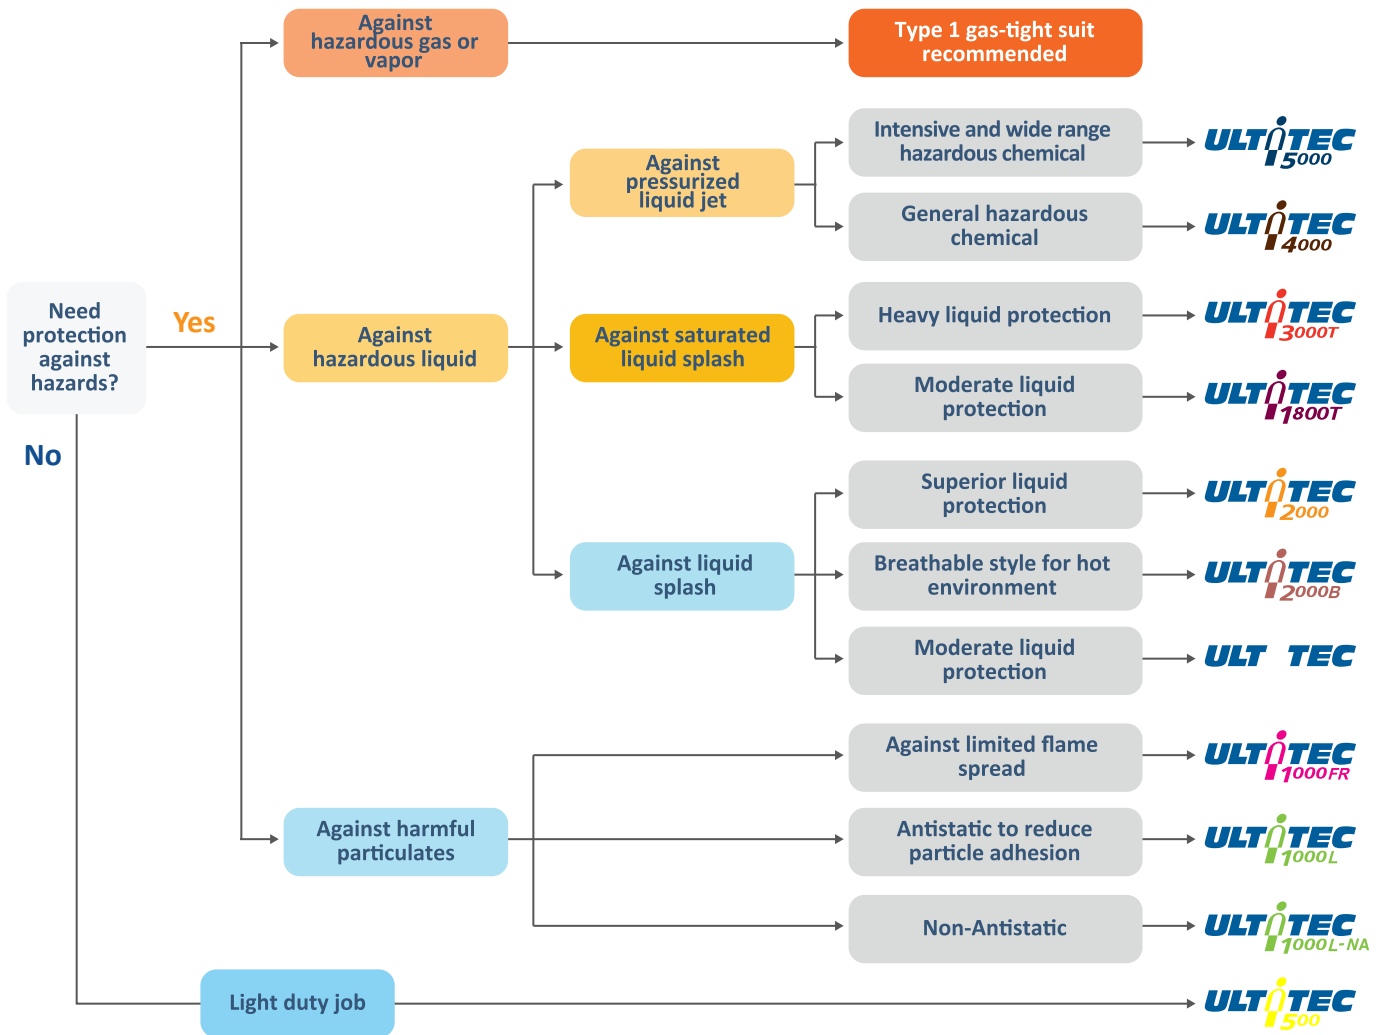 Against
hazardous gas or
vapor
Type 1 gas-tight suit
recommended
Against
pressurized
liquid jet
Intensive and wide range
hazardous chemical
ULTITEC
5000
General hazardous
chemical
ULTITEC
4000
Need
protection
against
hazards?
Yes
No
Against
hazardous liquid
Against saturated
liquid splash
Heavy liquid protection
ULTITEC
3000T
Moderate liquid
protection
ULTITEC
1800T
Against liquid
splash
Superior liquid
protection
ULTITEC
2000
Breathable style for hot
environment
ULTITEC
2000B
Moderate liquid
protection
ULT TEC
Against harmful
particulates
Against limited flame
spread
ULTITEC
1000FR
Antistatic to reduce
particle adhesion
ULTITEC
1000L
Non-Antistatic
ULTITEC
1000L-NA
Light duty job
ULTITEC
500